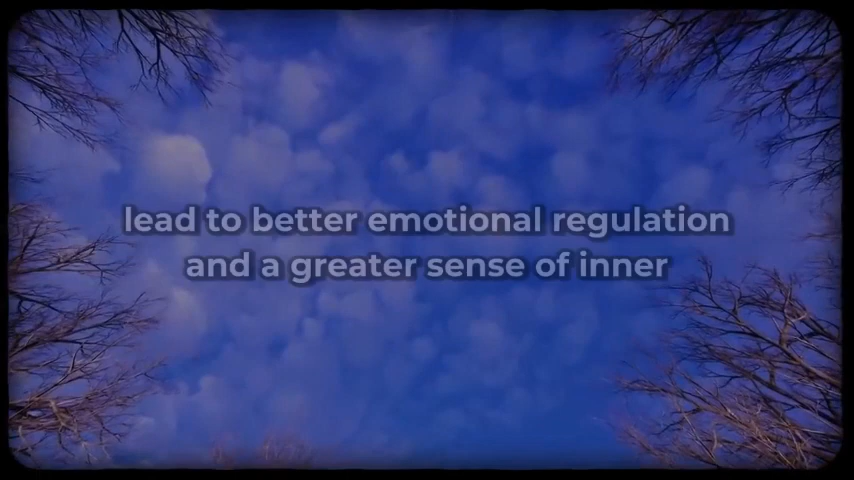 lead to better emotional regulation
and a greater sense of inner